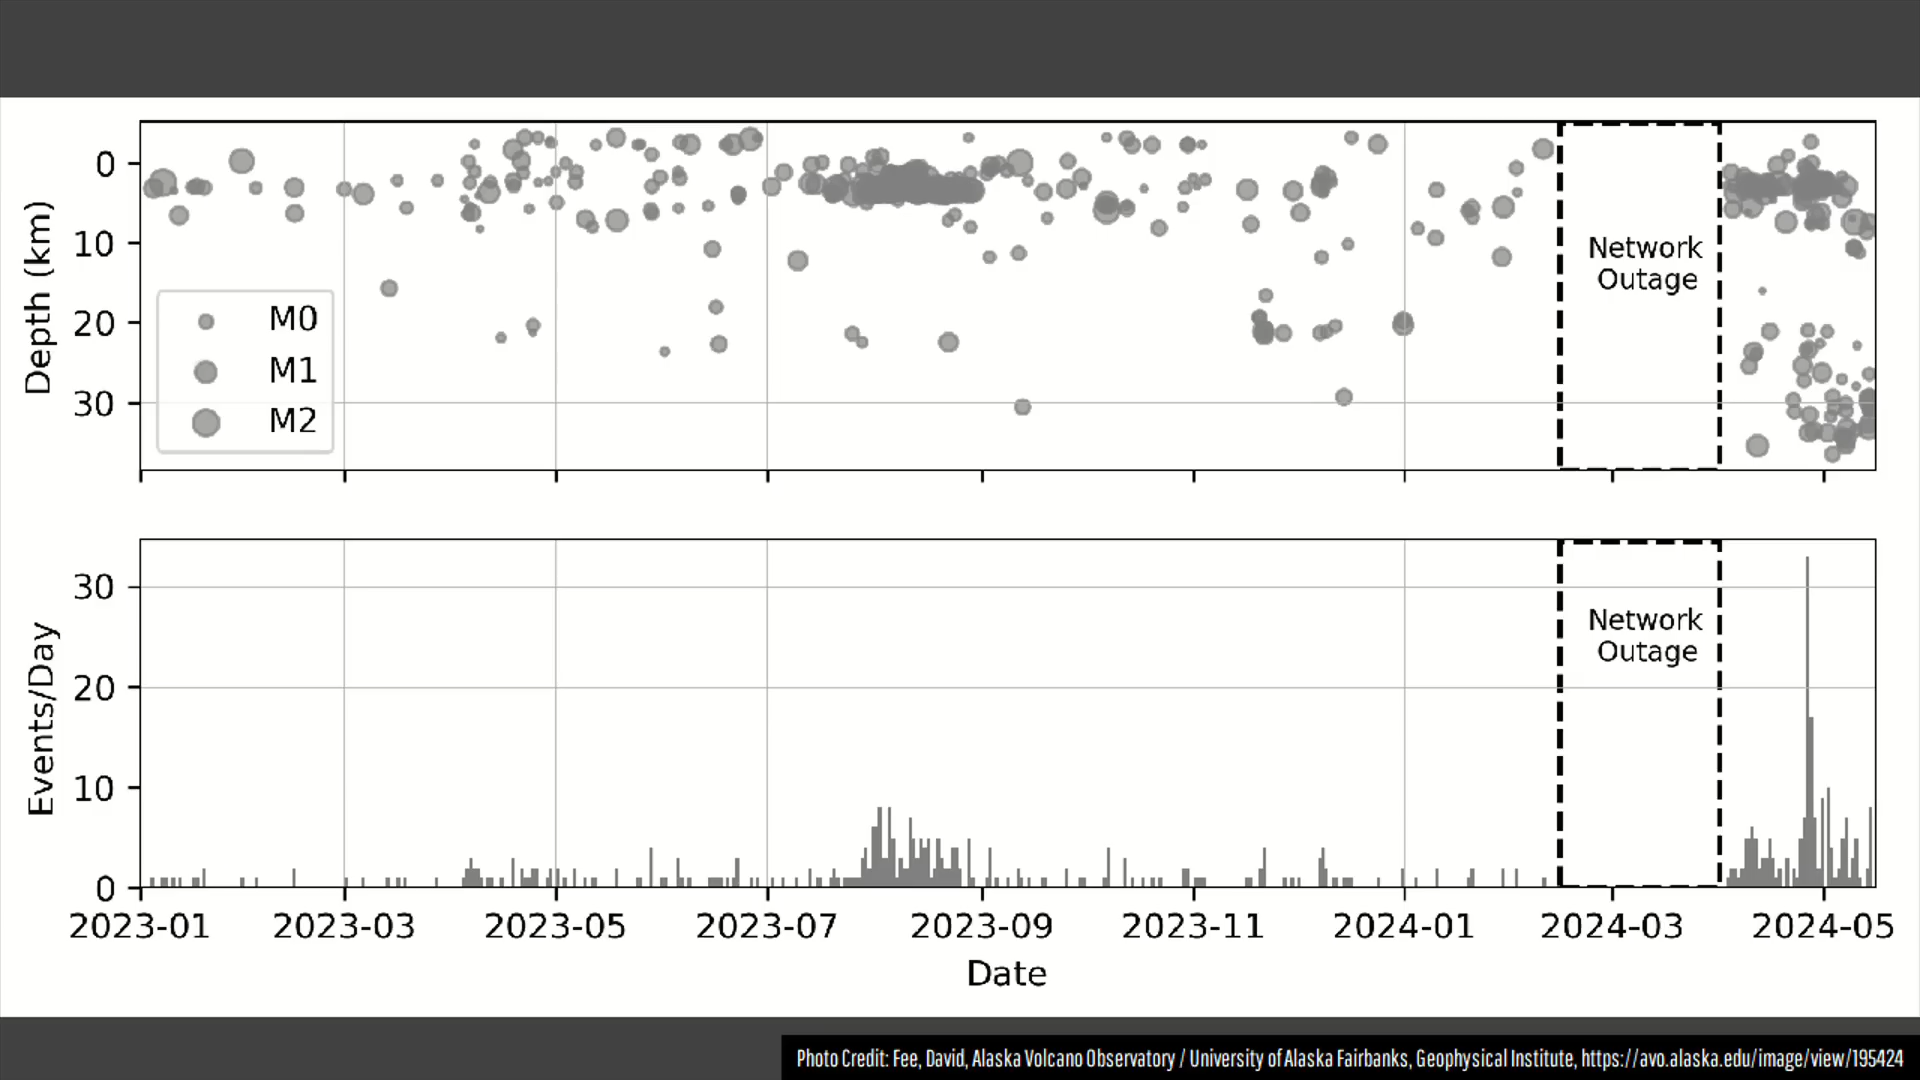 0
10
20
30
Depth (km)
M0
M1
M2
Network
Outage
30
20
10
0
Events/Day
Network
Outage
2023-01 2023-03 2023-05 2023-07 2023-09 2023-11 2024-01 2024-03 2024-05
Date
Photo Credit: Fee, David, Alaska Volcano Observatory / University of Alaska Fairbanks, Geophysical Institute, https://avo.alaska.edu/image/view/195424